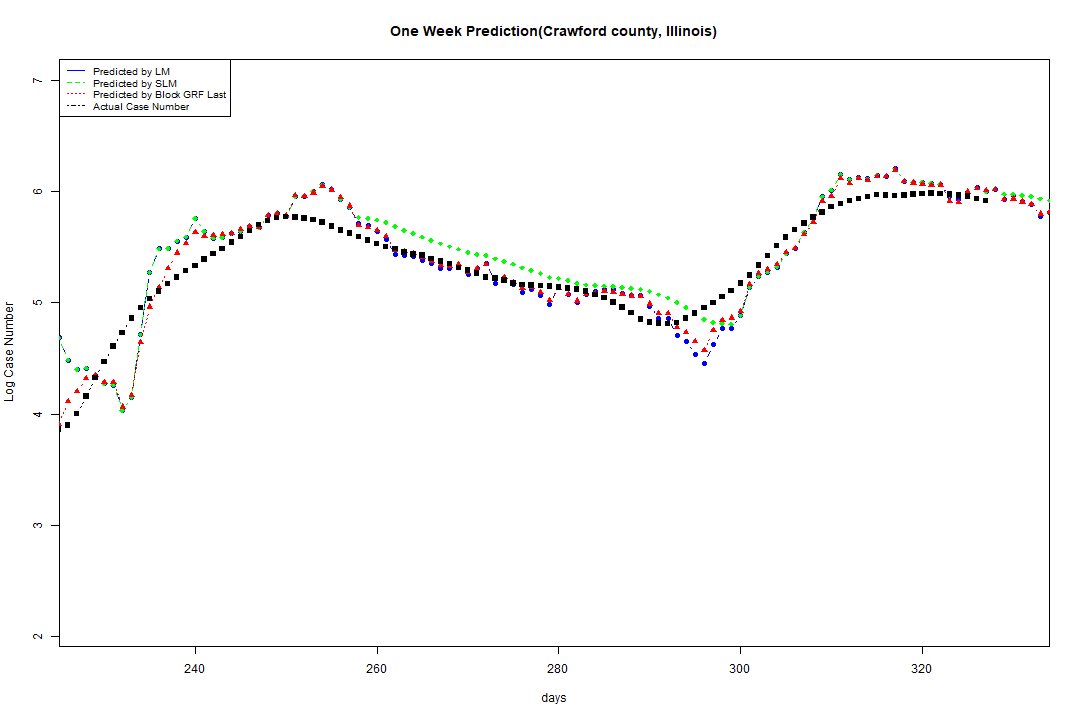 One Week Prediction(Crawford county, Illinois)
Predicted by LM
Predicted by SLM
Predicted by Block GRF Last
Actual Case Number
7
6
5
4
3
2
Log Case Number
240 260 280 300 320
days